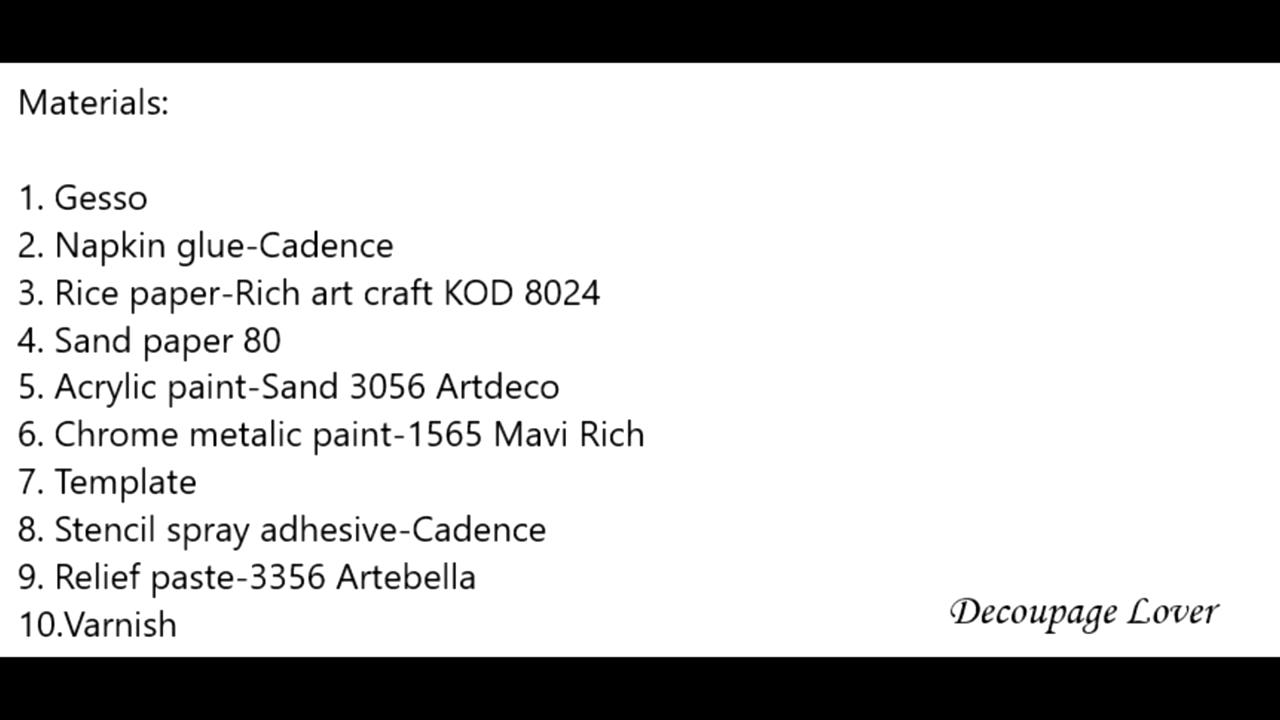 Materials:
1. Gesso
2. Napkin glue-Cadence
3. Rice paper-Rich art craft KOD 8024
4. Sand paper 80
5. Acrylic paint-Sand 3056 Artdeco
6. Chrome metalic paint-1565 Mavi Rich
7. Template
8. Stencil spray adhesive-Cadence
9. Relief paste-3356 Artebella
10.Varnish
Decoupage Lover